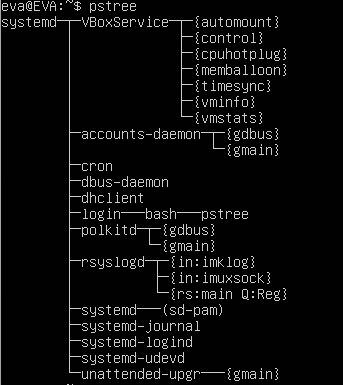 eva@EVA:~$ pstree
systemd─┬─VBoxService─┬─{automount}
        │             ├─{control}
        │             ├─{cpuhotplug}
        │             ├─{memballoon}
        │             ├─{timesync}
        │             ├─{vminfo}
        │             └─{vmstats}
        ├─accounts-daemon─┬─{gdbus}
        │                 └─{gmain}
        ├─cron
        ├─dbus-daemon
        ├─dhclient
        ├─login───bash───pstree
        ├─polkitd─┬─{gdbus}
        │         └─{gmain}
        ├─rsyslogd─┬─{in:imklog}
        │          ├─{in:imuxsock}
        │          └─{rs:main Q:Reg}
        ├─systemd───(sd-pam)
        ├─systemd-journal
        ├─systemd-logind
        ├─systemd-udevd
        └─unattended-upgr───{gmain}